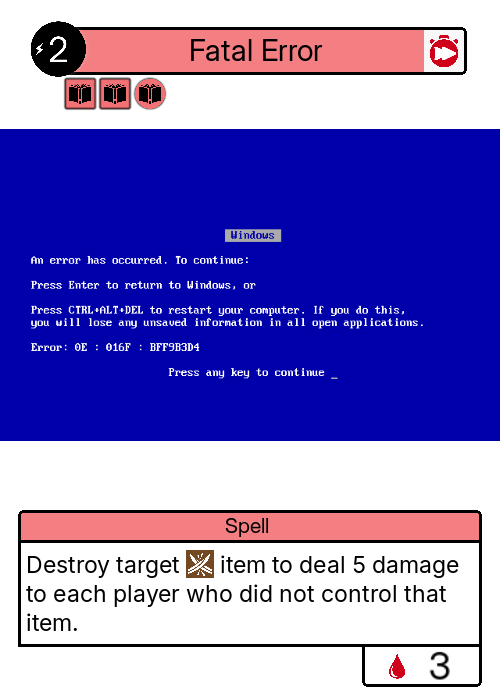 2
Fatal Error
Windows
An error has occurred. To continue:
Press Enter to return to Windows, or
Press CTRL+ALT+DEL to restart your computer. If you do this,
you will lose any unsaved information in all open applications.
Error: 0E : 016F : BFF9B3D4
Press any key to continue _
Spell
Destroy target item to deal 5 damage
to each player who did not control that
item.
3